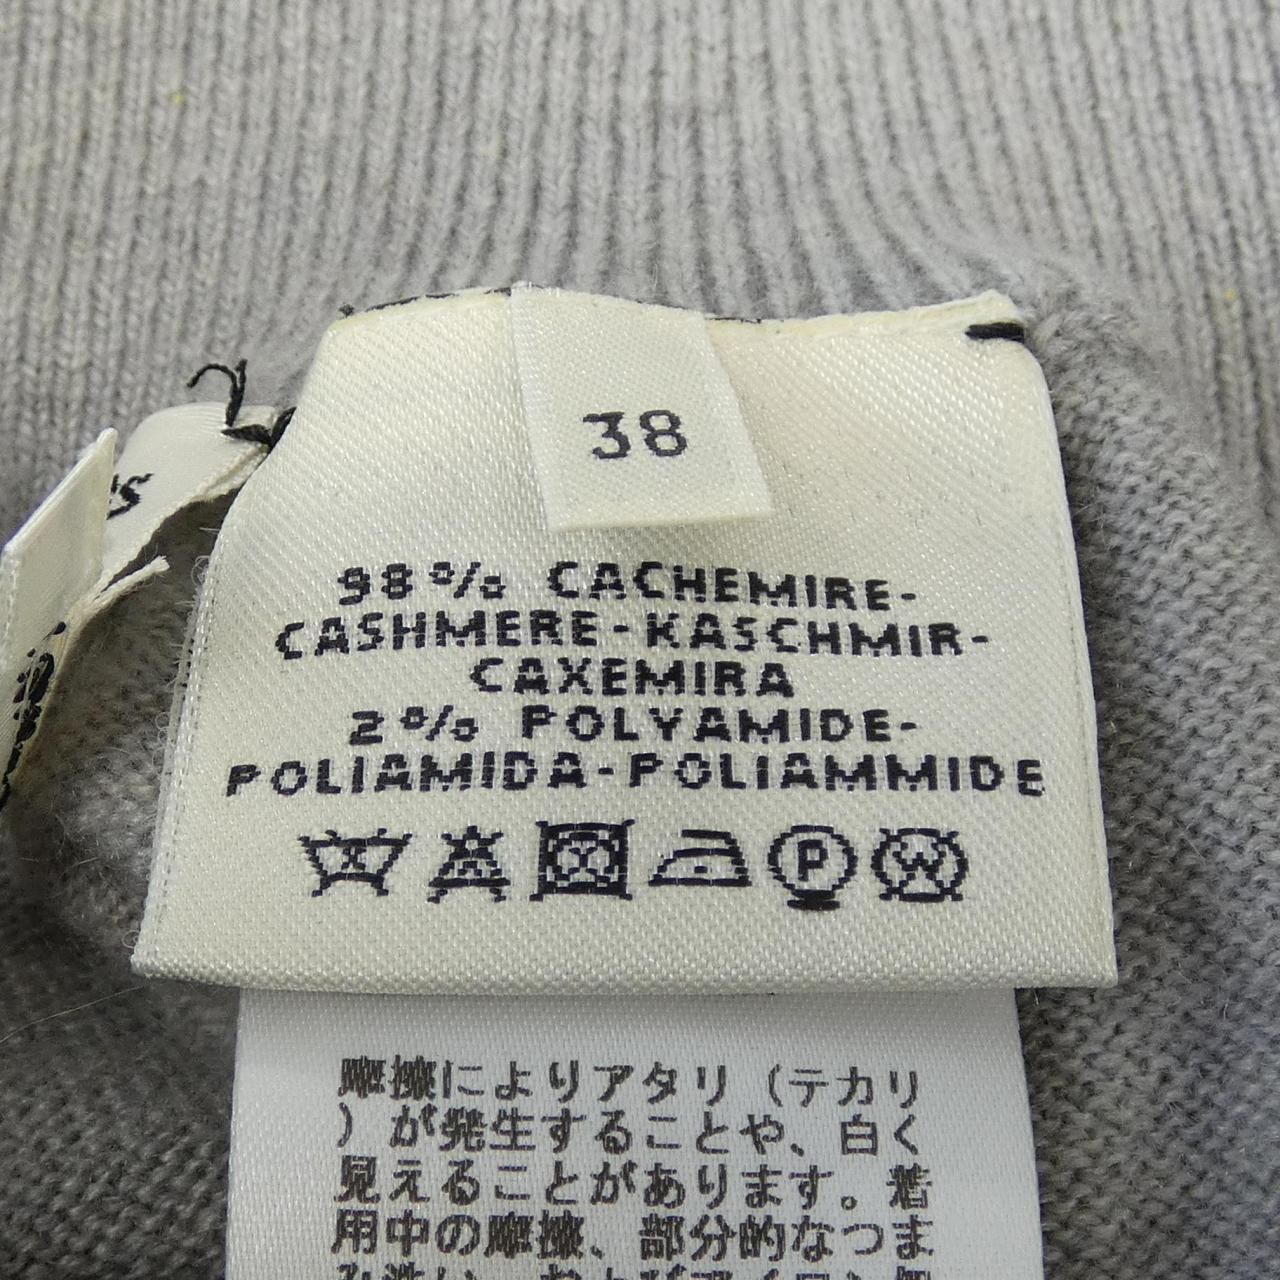 38
98% CACHEMIRE-
CASHMERE-KASCHMIR-
CAXEMIRA
2% POLYAMIDE-
POLIAMIDA-POLIAMMIDE
P W
摩擦によりアタリ（テカリ
）が発生することや、白く
見えることがあります。着
用中の摩擦、部分的なつま